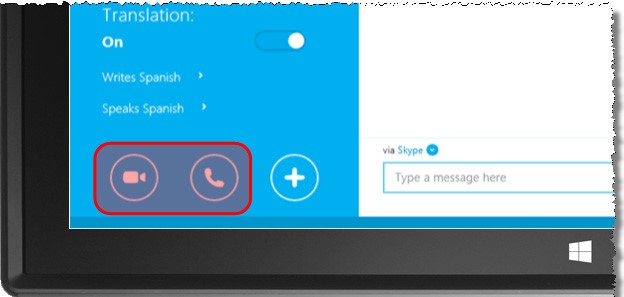 Translation:
On
Writes Spanish
Speaks Spanish
via Skype
Type a message here